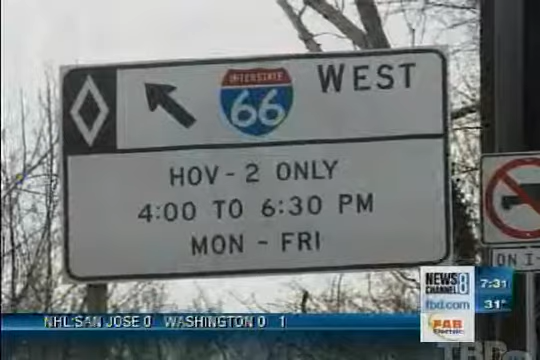 INTERSTATE
66
WEST
HOV - 2 ONLY
4:00 TO 6:30 PM
MON - FRI
ON I-
NEWS 8
CHANNEL
7:31
fbd.com
31°
FAB
NHL:SAN JOSE 0 WASHINGTON 0 1